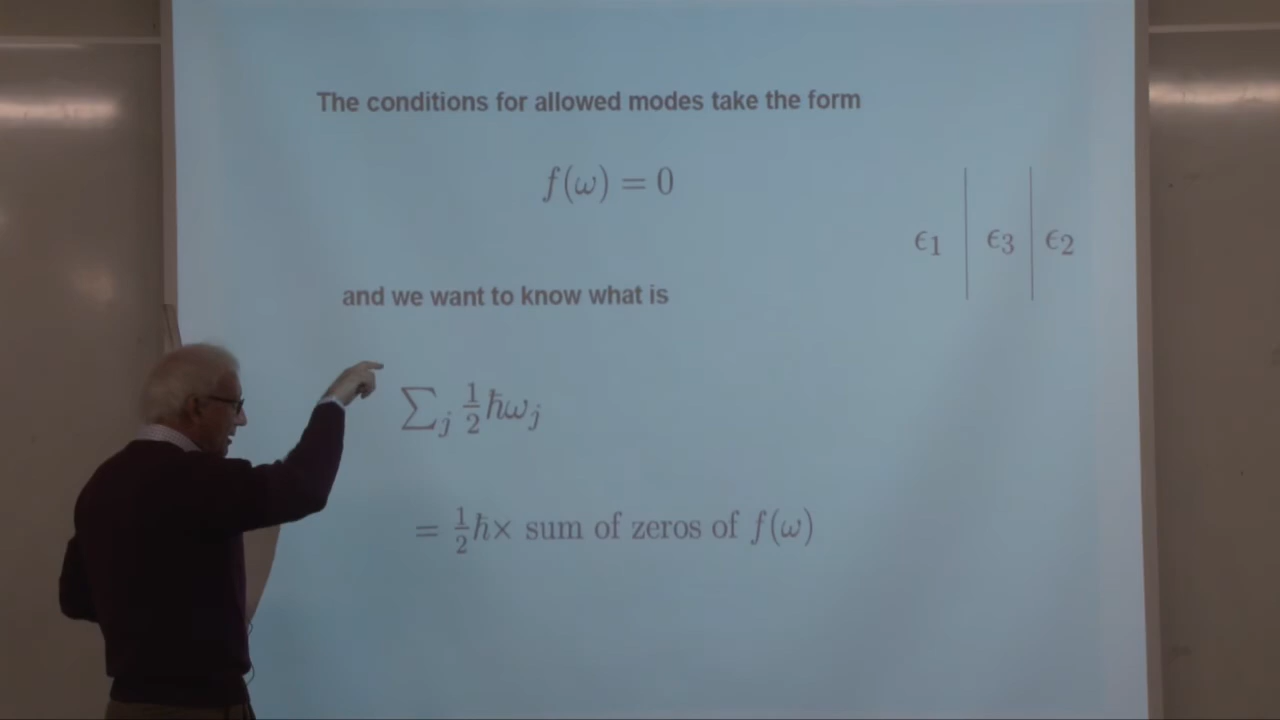 The conditions for allowed modes take the form
f(ω) = 0
ϵ₁ ϵ₃ ϵ₂
and we want to know what is
∑ⱼ ½ℏωⱼ
= ½ℏ× sum of zeros of f(ω)